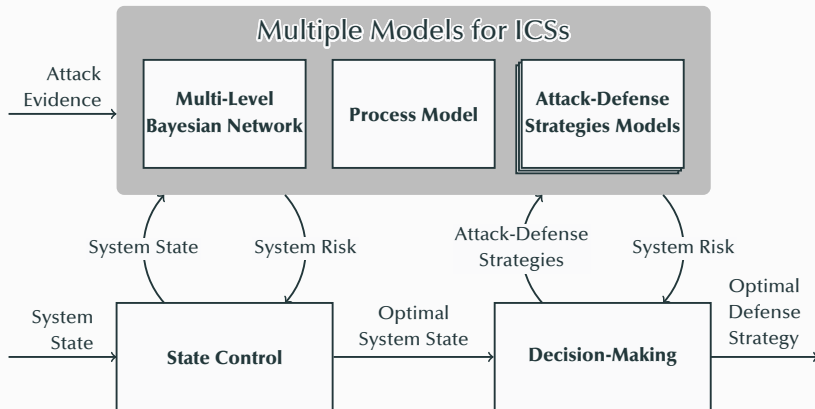 Multiple Models for ICSs
Attack
Evidence
Multi-Level
Bayesian Network
Process Model
Attack-Defense
Strategies Models
System State
System Risk
Attack-Defense
Strategies
System Risk
System
State
State Control
Optimal
System State
Decision-Making
Optimal
Defense
Strategy